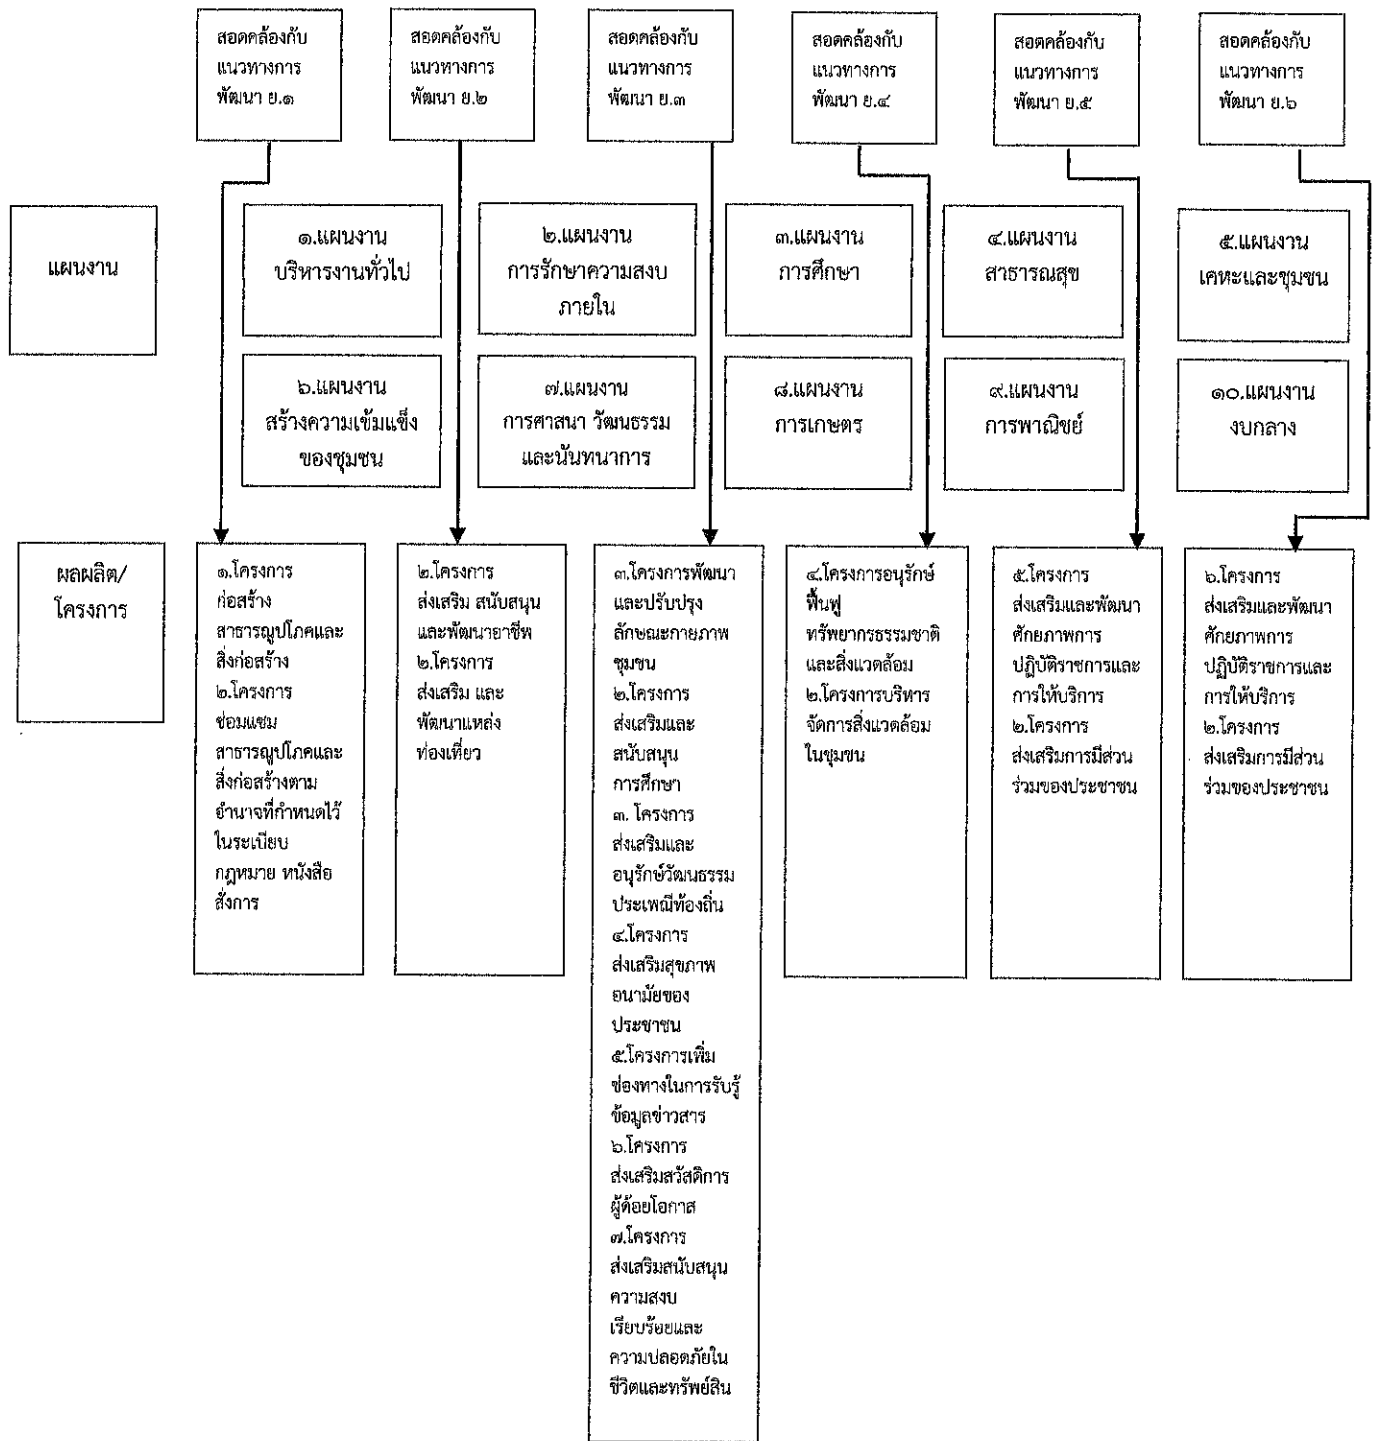 สอดคล้องกับ
แนวทางการ
พัฒนา ย.๑
สอดคล้องกับ
แนวทางการ
พัฒนา ย.๒
สอดคล้องกับ
แนวทางการ
พัฒนา ย.๓
สอดคล้องกับ
แนวทางการ
พัฒนา ย.๔
สอดคล้องกับ
แนวทางการ
พัฒนา ย.๕
สอดคล้องกับ
แนวทางการ
พัฒนา ย.๖
แผนงาน
๑.แผนงาน
บริหารงานทั่วไป
๒.แผนงาน
การรักษาความสงบ
ภายใน
๓.แผนงาน
การศึกษา
๔.แผนงาน
สาธารณสุข
๕.แผนงาน
เคหะและชุมชน
๖.แผนงาน
สร้างความเข้มแข็ง
ของชุมชน
๗.แผนงาน
การศาสนา วัฒนธรรม
และนันทนาการ
๘.แผนงาน
การเกษตร
๙.แผนงาน
การพาณิชย์
๑๐.แผนงาน
งบกลาง
ผลผลิต/
โครงการ
๑.โครงการ
ก่อสร้าง
สาธารณูปโภคและ
สิ่งก่อสร้าง
๒.โครงการ
ซ่อมแซม
สาธารณูปโภคและ
สิ่งก่อสร้างตาม
อำนาจที่กำหนดไว้
ในระเบียบ
กฎหมาย หนังสือ
สั่งการ
๒.โครงการ
ส่งเสริม สนับสนุน
และพัฒนาอาชีพ
๒.โครงการ
ส่งเสริม และ
พัฒนาแหล่ง
ท่องเที่ยว
๓.โครงการพัฒนา
และปรับปรุง
ลักษณะกายภาพ
ชุมชน
๒.โครงการ
ส่งเสริมและ
สนับสนุน
การศึกษา
๓. โครงการ
ส่งเสริมและ
อนุรักษ์วัฒนธรรม
ประเพณีท้องถิ่น
๔.โครงการ
ส่งเสริมสุขภาพ
อนามัยของ
ประชาชน
๕.โครงการเพิ่ม
ช่องทางในการรับรู้
ข้อมูลข่าวสาร
๖.โครงการ
ส่งเสริมสวัสดิการ
ผู้ด้อยโอกาส
๗.โครงการ
ส่งเสริมสนับสนุน
ความสงบ
เรียบร้อยและ
ความปลอดภัยใน
ชีวิตและทรัพย์สิน
๔.โครงการอนุรักษ์
ฟื้นฟู
ทรัพยากรธรรมชาติ
และสิ่งแวดล้อม
๒.โครงการบริหาร
จัดการสิ่งแวดล้อม
ในชุมชน
๕.โครงการ
ส่งเสริมและพัฒนา
ศักยภาพการ
ปฏิบัติราชการและ
การให้บริการ
๒.โครงการ
ส่งเสริมการมีส่วน
ร่วมของประชาชน
๖.โครงการ
ส่งเสริมและพัฒนา
ศักยภาพการ
ปฏิบัติราชการและ
การให้บริการ
๒.โครงการ
ส่งเสริมการมีส่วน
ร่วมของประชาชน